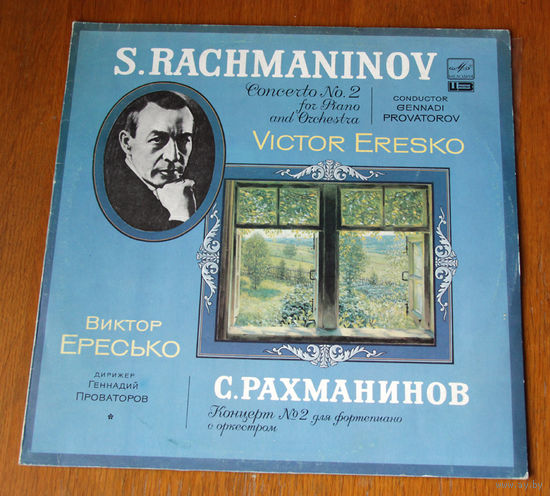 S.RACHMANINOV
Concerto No.2
for Piano
and Orchestra
CONDUCTOR
GENNADI
PROVATOROV
VICTOR ERESKO
ВИКТОР
ЕРЕСЬКО
ДИРИЖЕР
ГЕННАДИЙ
ПРОВАТОРОВ
С.РАХМАНИНОВ
Концерт №2 для фортепиано
с оркестром